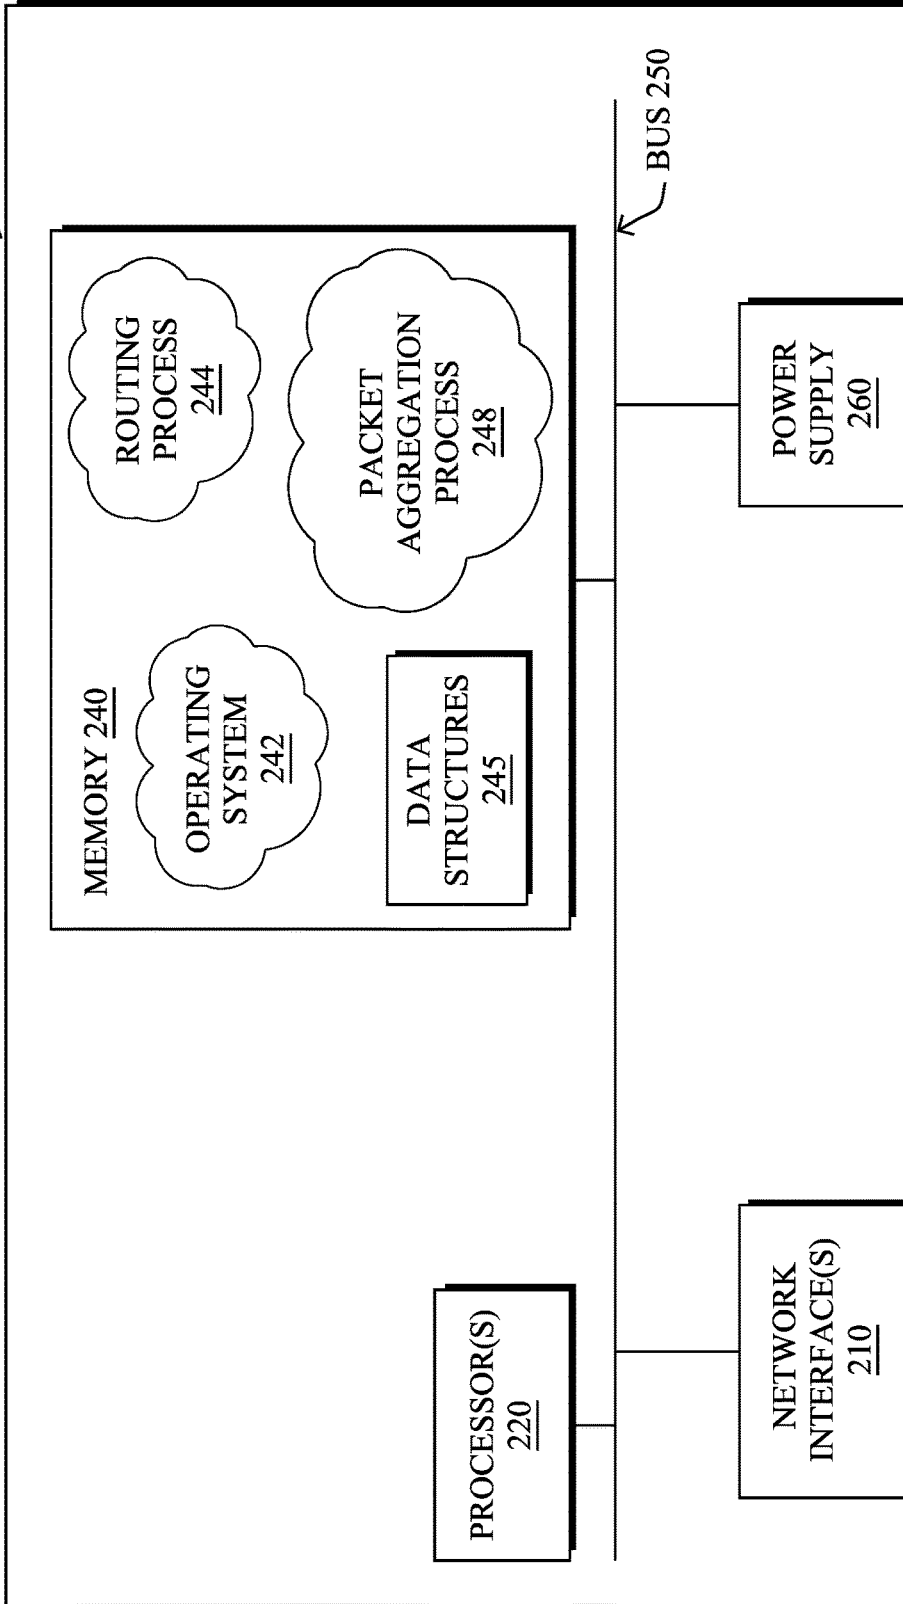 MEMORY 240
OPERATING
SYSTEM
242
ROUTING
PROCESS
244
DATA
STRUCTURES
245
PACKET
AGGREGATION
PROCESS
248
PROCESSOR(S)
220
BUS 250
NETWORK
INTERFACE(S)
210
POWER
SUPPLY
260